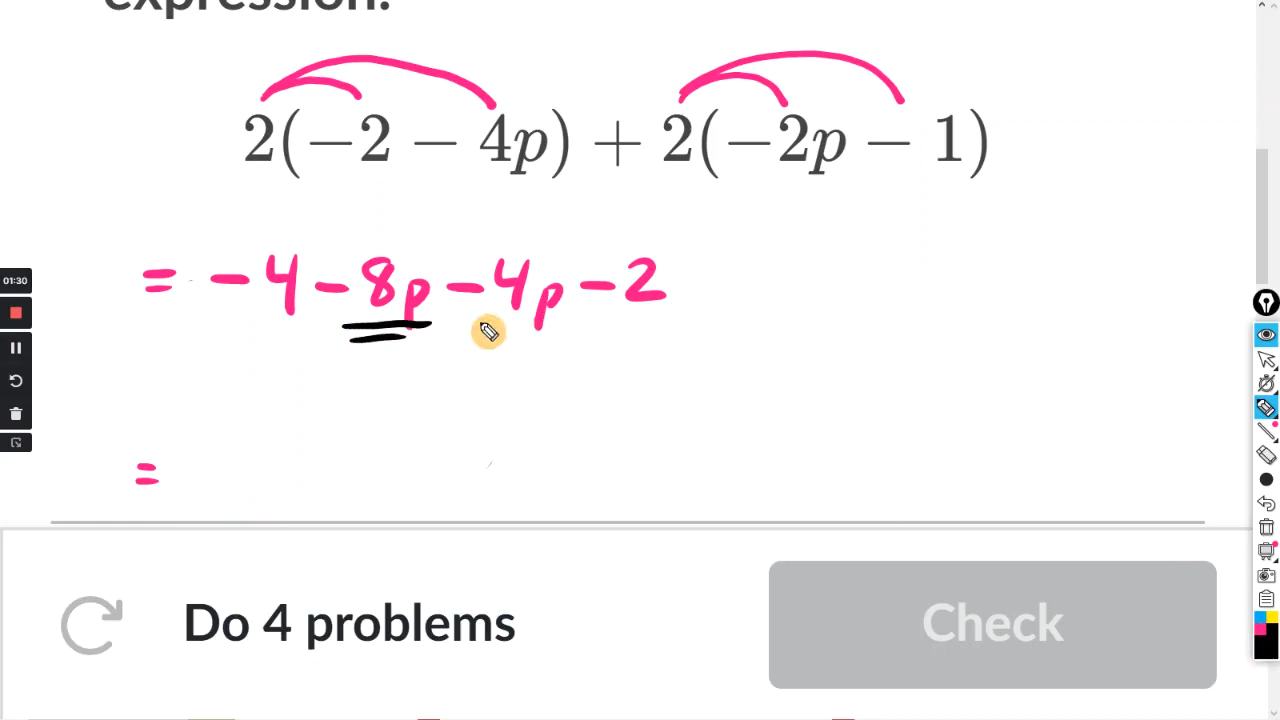 expression.
2(−2 − 4p) + 2(−2p − 1)
= −4 −8p −4p −2
01:30
=
Do 4 problems
Check